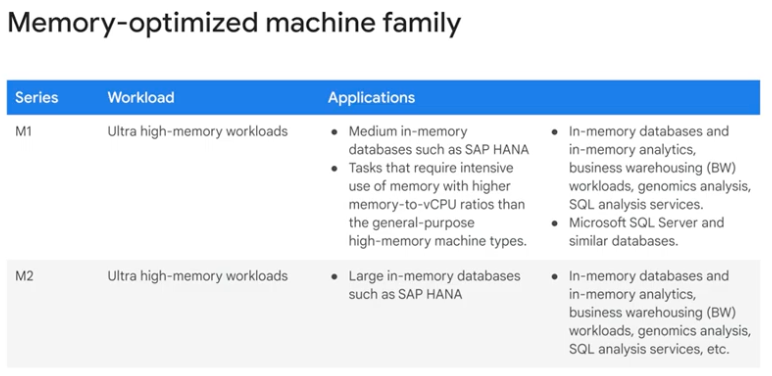 Memory-optimized machine family
Series Workload Applications
M1
Ultra high-memory workloads
● Medium in-memory
databases such as SAP HANA
● Tasks that require intensive
use of memory with higher
memory-to-vCPU ratios than
the general-purpose
high-memory machine types.
● In-memory databases and
in-memory analytics,
business warehousing (BW)
workloads, genomics analysis,
SQL analysis services.
● Microsoft SQL Server and
similar databases.
M2
Ultra high-memory workloads
● Large in-memory databases
such as SAP HANA
● In-memory databases and
in-memory analytics,
business warehousing (BW)
workloads, genomics analysis,
SQL analysis services, etc.